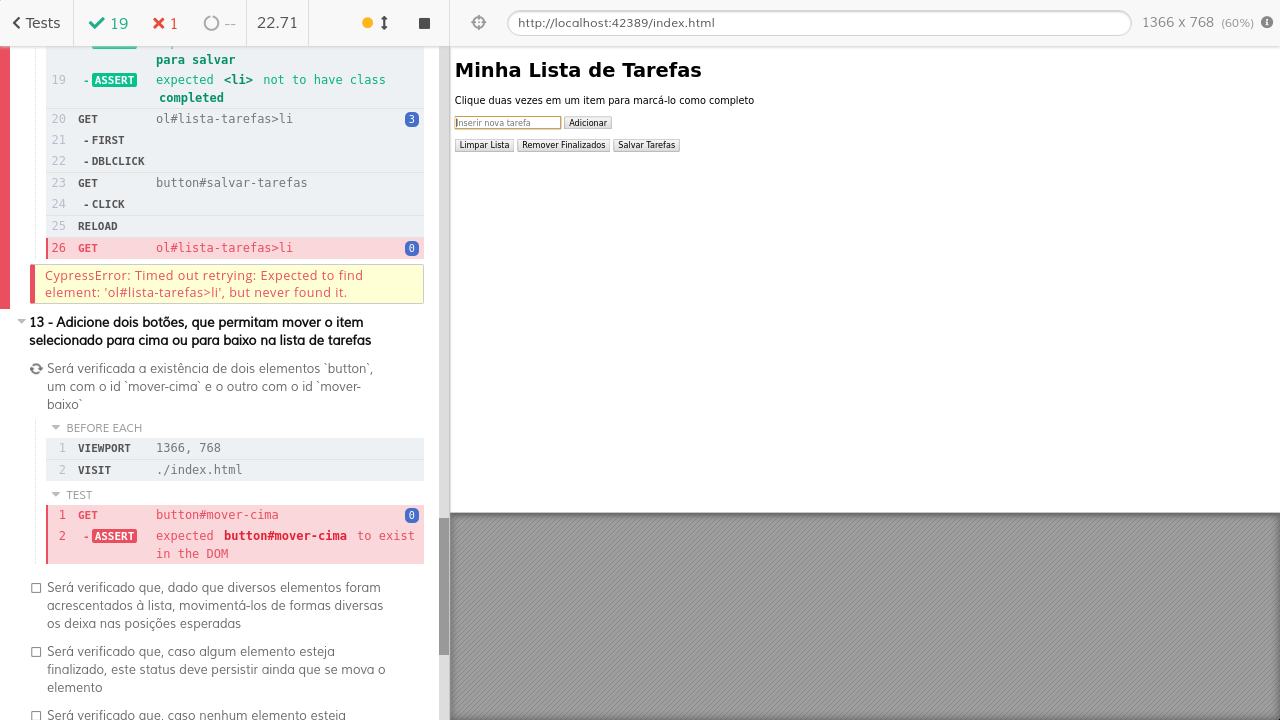 Tests
19
1
--
22.71
http://localhost:42389/index.html
1366 x 768 (60%)
para salvar
19 - ASSERT expected <li> not to have class
completed
20 GET ol#lista-tarefas>li 3
21 - FIRST
22 - DBLCLICK
23 GET button#salvar-tarefas
24 - CLICK
25 RELOAD
26 GET ol#lista-tarefas>li 0
CypressError: Timed out retrying: Expected to find
element: 'ol#lista-tarefas>li', but never found it.
13 - Adicione dois botões, que permitam mover o item
selecionado para cima ou para baixo na lista de tarefas
Será verificada a existência de dois elementos `button`,
um com o id `mover-cima` e o outro com o id `mover-
baixo`
BEFORE EACH
1 VIEWPORT 1366, 768
2 VISIT ./index.html
TEST
1 GET button#mover-cima 0
2 - ASSERT expected button#mover-cima to exist
in the DOM
Será verificado que, dado que diversos elementos foram
acrescentados à lista, movimentá-los de formas diversas
os deixa nas posições esperadas
Será verificado que, caso algum elemento esteja
finalizado, este status deve persistir ainda que se mova o
elemento
Será verificado que, caso nenhum elemento esteja
Minha Lista de Tarefas
Clique duas vezes em um item para marcá-lo como completo
Inserir nova tarefa Adicionar
Limpar Lista Remover Finalizados Salvar Tarefas